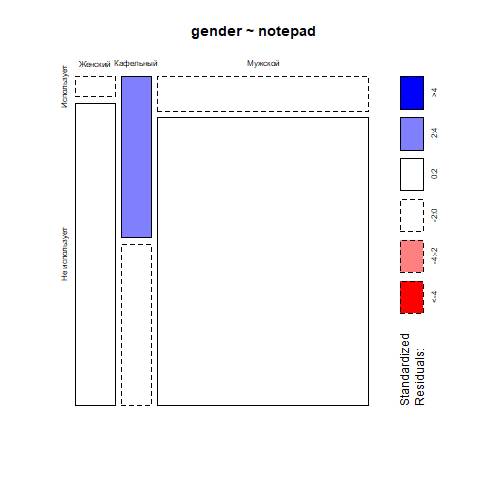 gender ~ notepad
Женский Кафельный Мужской
Использует
Не использует
>4
2:4
0:2
-2:0
-4:-2
<-4
Standardized
Residuals: